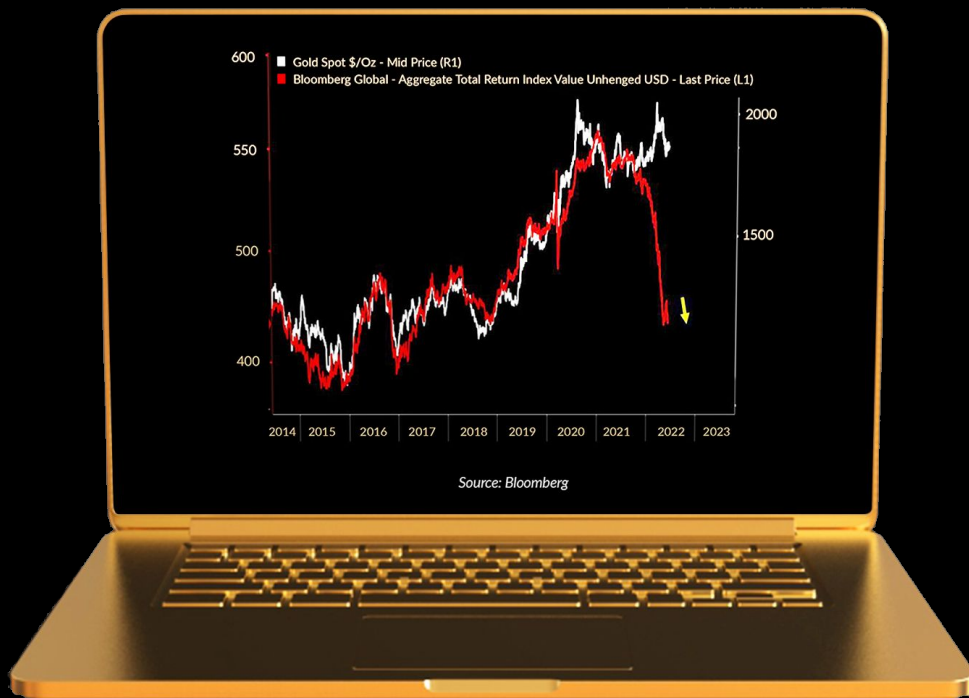 600
Gold Spot $/Oz - Mid Price (R1)
Bloomberg Global - Aggregate Total Return Index Value Unhenged USD - Last Price (L1)
2000
550
1500
500
400
2014 2015 2016 2017 2018 2019 2020 2021 2022 2023
Source: Bloomberg